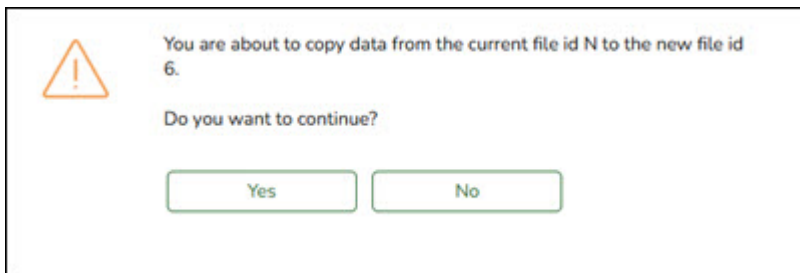 You are about to copy data from the current file id N to the new file id
6.
Do you want to continue?
Yes
No